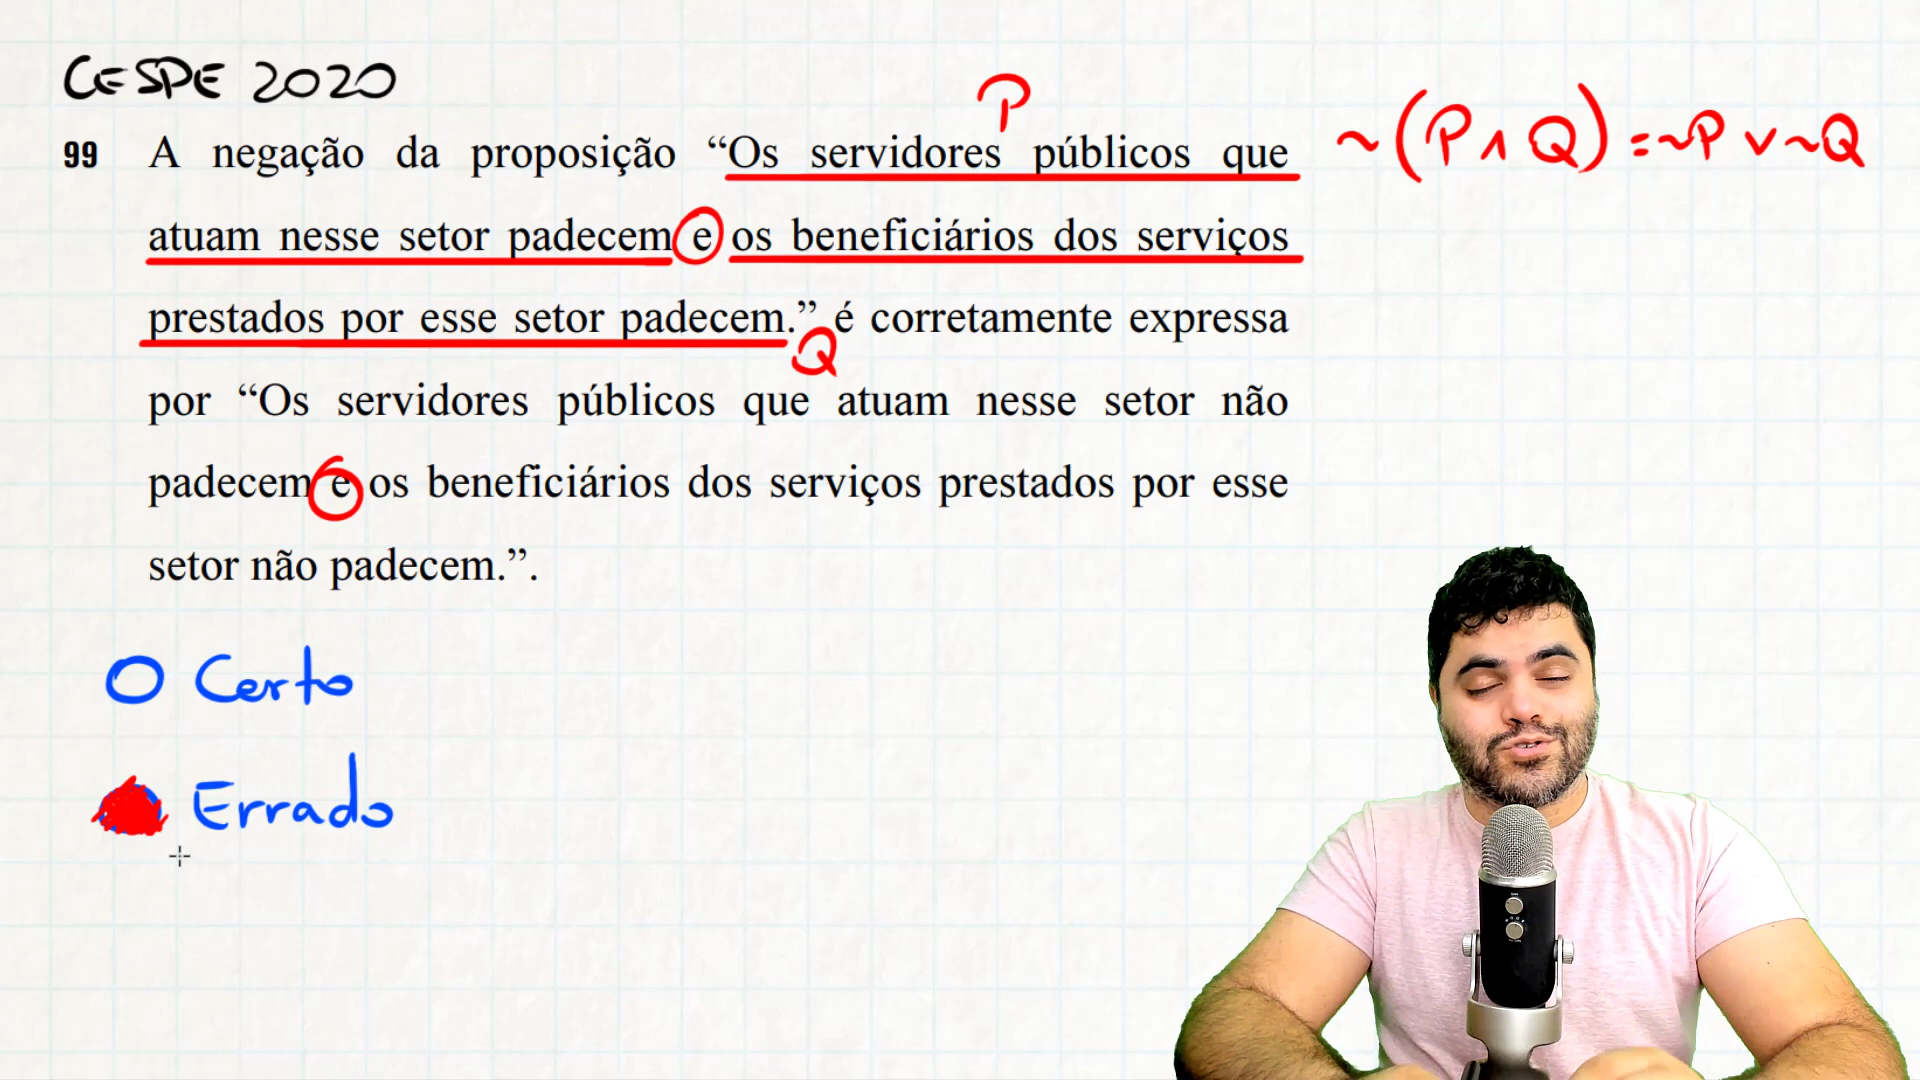 CESPE 2020
P
~(P ∧ Q) = ~P ∨ ~Q
99 A negação da proposição “Os servidores públicos que
atuam nesse setor padecem e os beneficiários dos serviços
prestados por esse setor padecem.” é corretamente expressa
Q
por “Os servidores públicos que atuam nesse setor não
padecem e os beneficiários dos serviços prestados por esse
setor não padecem.”.
Certo
Errado